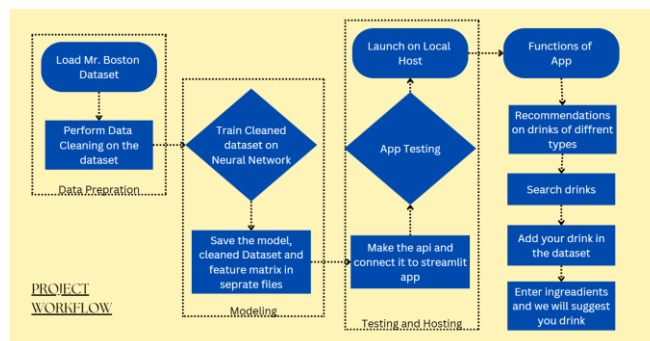 Load Mr. Boston
Dataset
Perform Data
Cleaning on the
dataset
Data Prepration
Train Cleaned
dataset on
Neural Network
Save the model,
cleaned Dataset and
feature matrix in
seprate files
Modeling
Launch on Local
Host
App Testing
Make the api and
connect it to streamlit
app
Testing and Hosting
Functions of
App
Recommendations
on drinks of diffrent
types
Search drinks
Add your drink in
the dataset
Enter ingreadients
and we will suggest
you drink
PROJECT
WORKFLOW